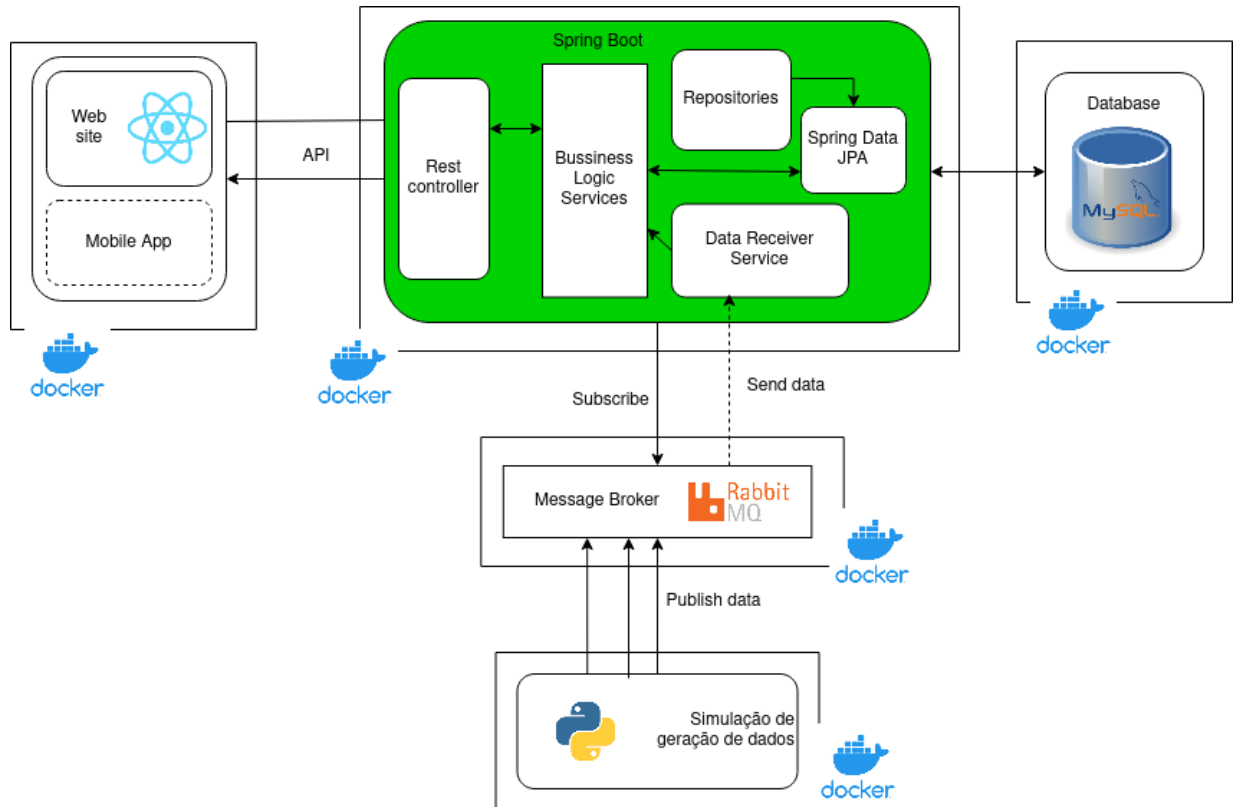 Spring Boot
Web
site
Mobile App
API
Rest
controller
Bussiness
Logic
Services
Repositories
Spring Data
JPA
Data Receiver
Service
Database
MySQL
docker
docker
docker
Subscribe
Send data
Message Broker
Rabbit
MQ
docker
Publish data
Simulação de
geração de dados
docker